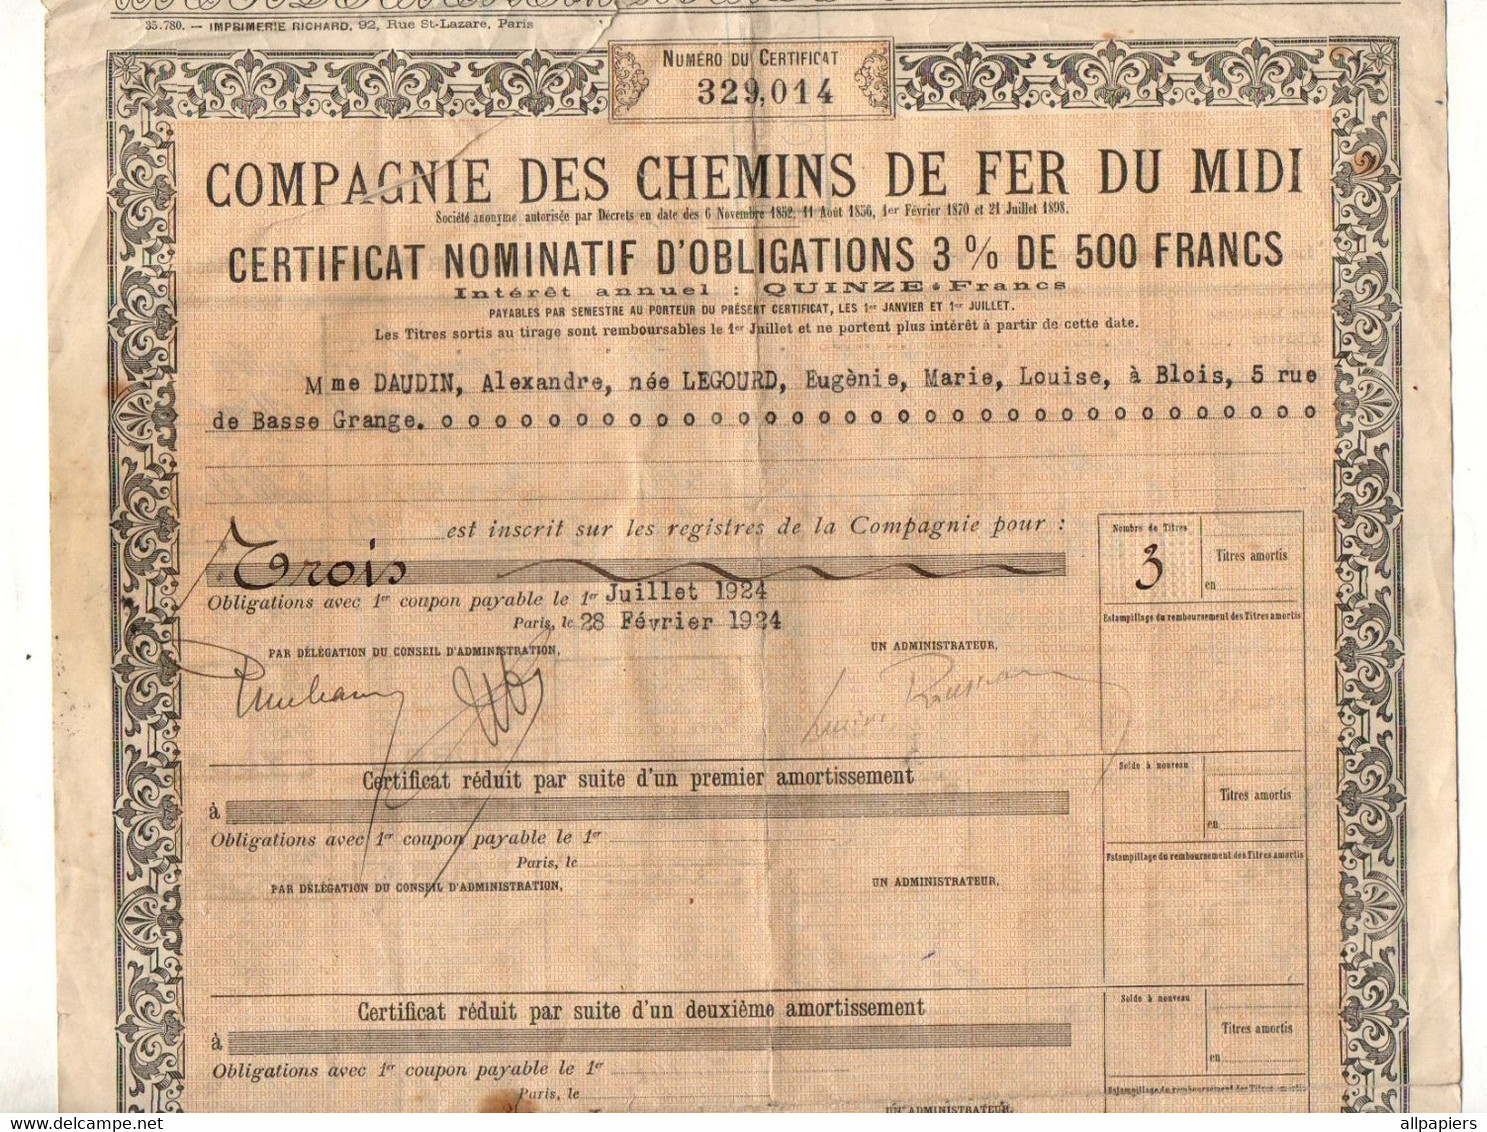 35.780. — IMPRIMERIE RICHARD, 92, Rue St-Lazare, Paris
NUMÉRO DU CERTIFICAT
329,014
COMPAGNIE DES CHEMINS DE FER DU MIDI
Société anonyme autorisée par Décrets en date des 6 Novembre 1852, 11 Août 1856, 1er Février 1870 et 21 Juillet 1898.
CERTIFICAT NOMINATIF D'OBLIGATIONS 3 % DE 500 FRANCS
Intérêt annuel : QUINZE Francs
PAYABLES PAR SEMESTRE AU PORTEUR DU PRÉSENT CERTIFICAT, LES 1er JANVIER ET 1er JUILLET.
Les Titres sortis au tirage sont remboursables le 1er Juillet et ne portent plus intérêt à partir de cette date.
Mme DAUDIN, Alexandre, née LEGOURD, Eugènie, Marie, Louise, à Blois, 5 rue
de Basse Grange. o o o o o o o o o o o o o o o o o o o o o o o o o o o o o o o o o
est inscrit sur les registres de la Compagnie pour :
Trois
Obligations avec 1er coupon payable le 1er Juillet 1924
Paris, le 28 Février 1924
PAR DÉLÉGATION DU CONSEIL D'ADMINISTRATION,
UN ADMINISTRATEUR,
Nombre de Titres
3
Titres amortis
en
Estampillage du remboursement des Titres amortis
Certificat réduit par suite d'un premier amortissement
à
Obligations avec 1er coupon payable le 1er
Paris, le
PAR DÉLÉGATION DU CONSEIL D'ADMINISTRATION,
UN ADMINISTRATEUR,
Solde à nouveau
Titres amortis
en
Estampillage du remboursement des Titres amortis
Certificat réduit par suite d'un deuxième amortissement
à
Obligations avec 1er coupon payable le 1er
Paris, le
UN ADMINISTRATEUR,
Solde à nouveau
Titres amortis
en
Estampillage du remboursement des Titres amortis
allpapiers